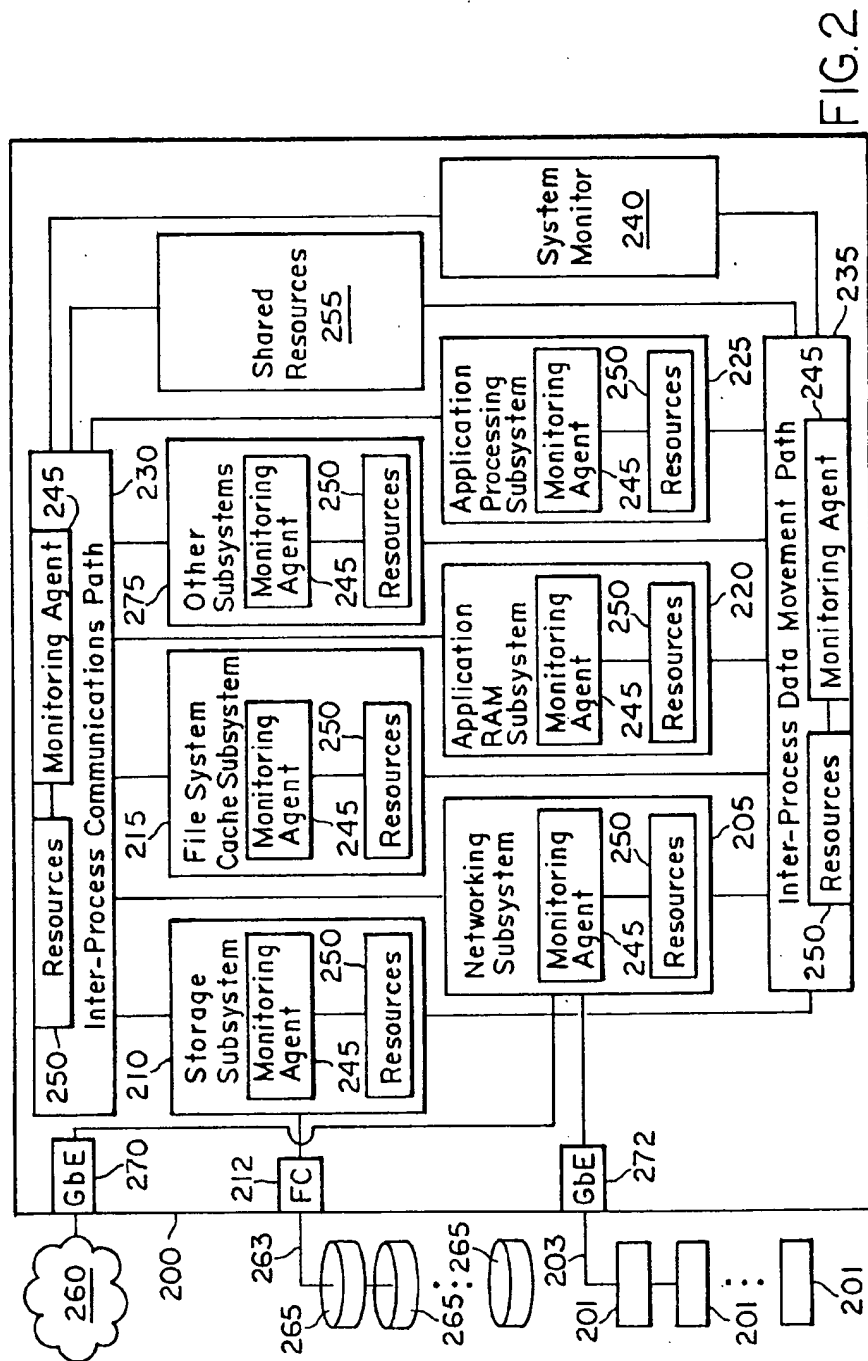 260
GbE
270
200
263
265
265
265
212
FC
203
201
201
201
GbE
272
250
Resources
Monitoring Agent
245
Inter-Process Communications Path
230
210
Storage
Subsystem
Monitoring
Agent
245
250
Resources
215
File System
Cache Subsystem
Monitoring
Agent
245
250
Resources
275
Other
Subsystems
Monitoring
Agent
245
250
Resources
Shared
Resources
255
System
Monitor
240
Networking
Subsystem
Monitoring
Agent
245
250
Resources
205
Application
RAM
Subsystem
Monitoring
Agent
245
250
Resources
220
Application
Processing
Subsystem
Monitoring
Agent
245
250
Resources
225
Inter-Process Data Movement Path
235
250
Resources
Monitoring Agent
245
FIG. 2